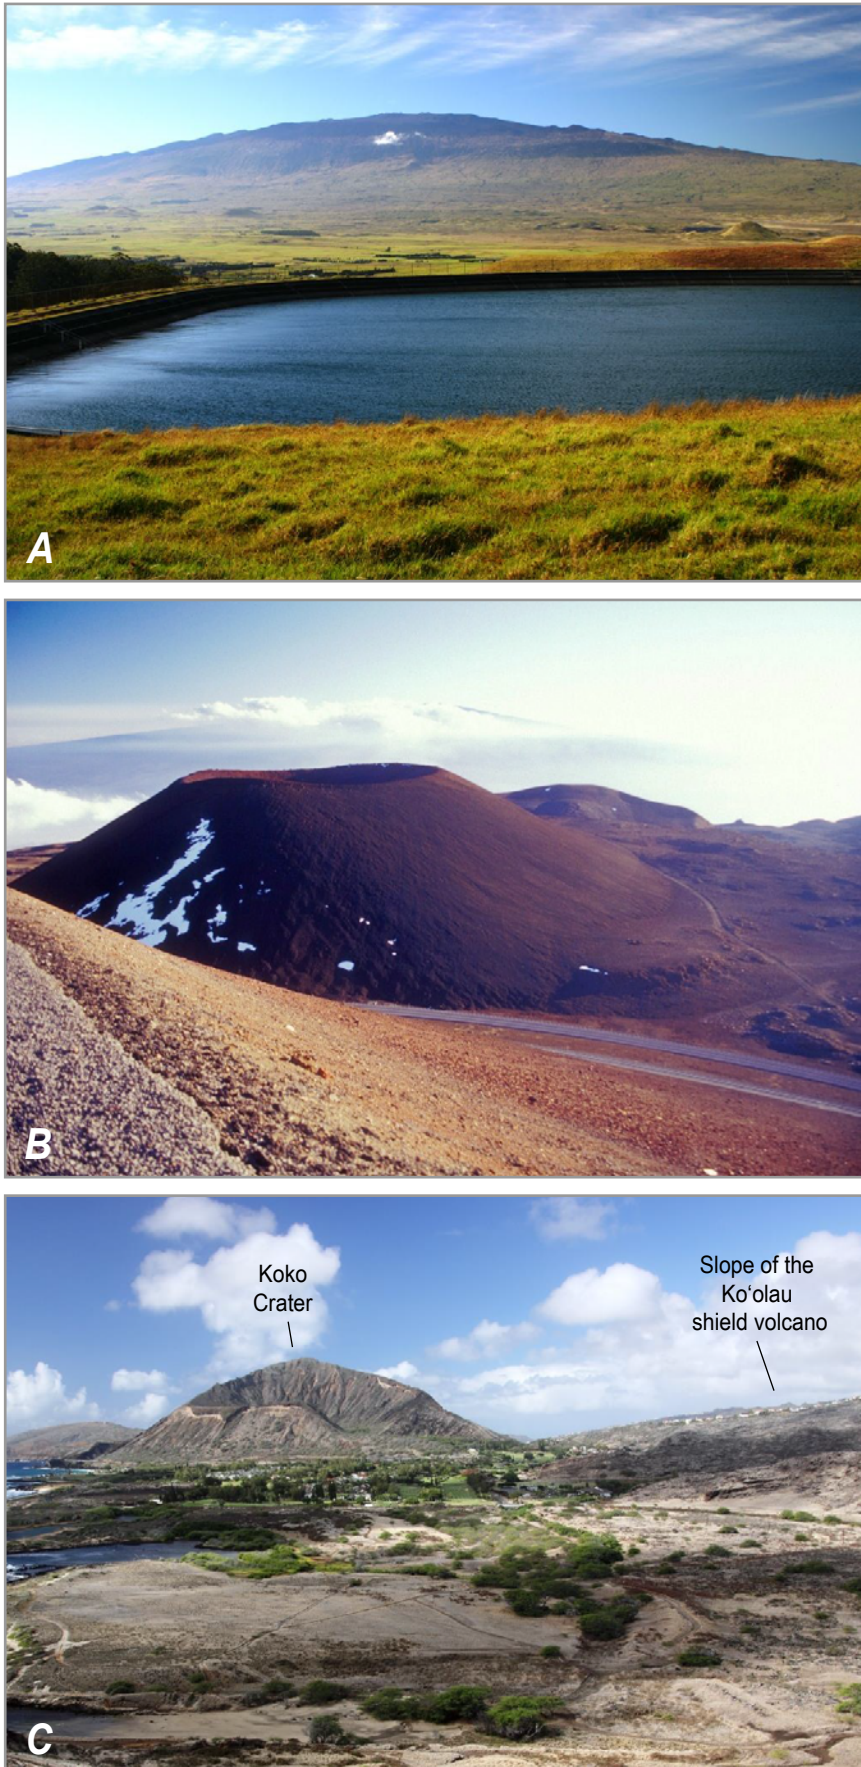 A
B
Koko
Crater
Slope of the
Ko‘olau
shield volcano
C